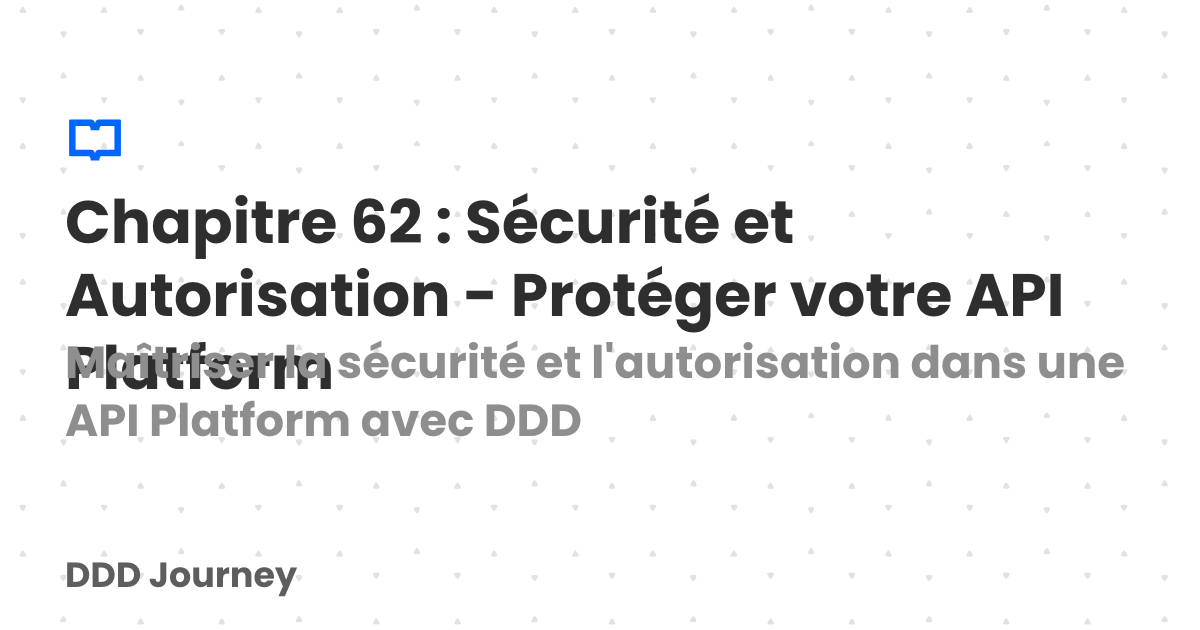 Chapitre 62 : Sécurité et
Autorisation - Protéger votre API
Platform
Maîtriser la sécurité et l'autorisation dans une
API Platform avec DDD
DDD Journey